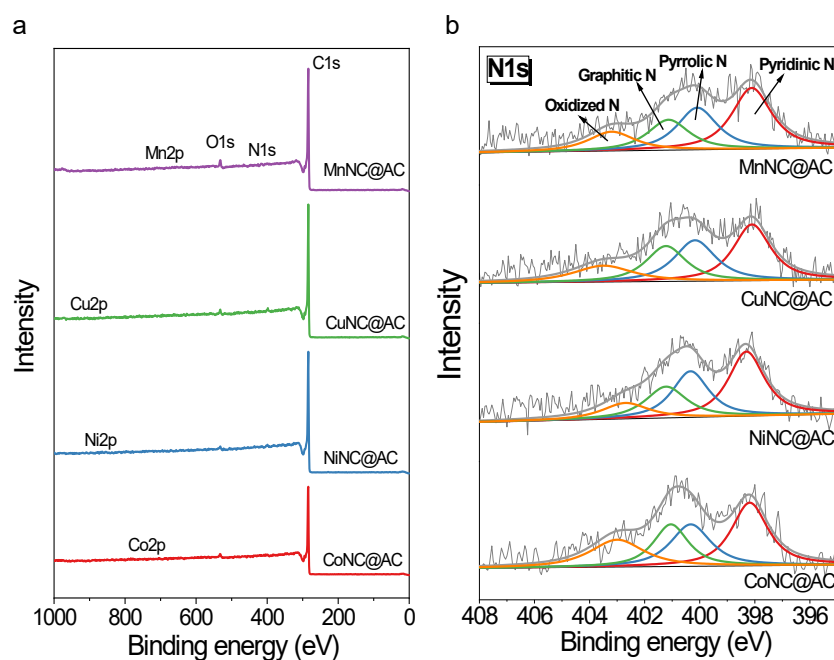 a
C1s
O1s
Mn2p
N1s
MnNC@AC
Cu2p
CuNC@AC
Ni2p
NiNC@AC
Co2p
CoNC@AC
Intensity
1000 800 600 400 200 0
Binding energy (eV)
b
N1s
Pyrrolic N
Graphitic N
Pyridinic N
Oxidized N
MnNC@AC
CuNC@AC
NiNC@AC
CoNC@AC
Intensity
408 406 404 402 400 398 396
Binding energy (eV)